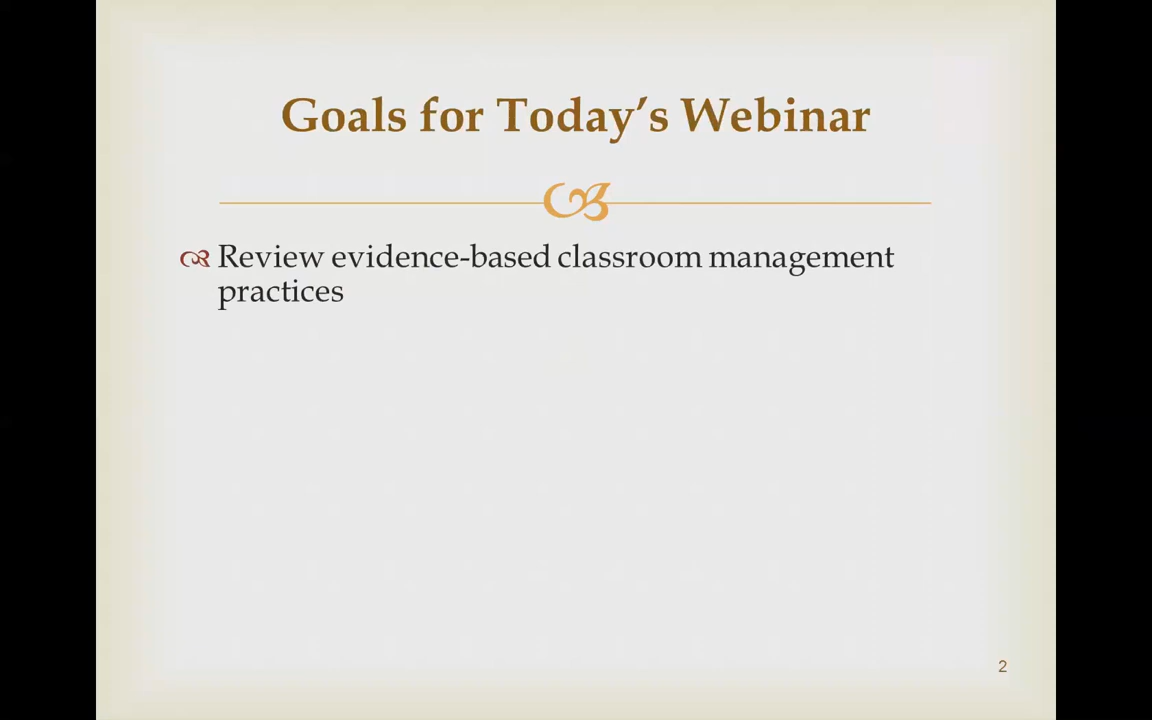 Goals for Today’s Webinar
Review evidence-based classroom management
practices
2